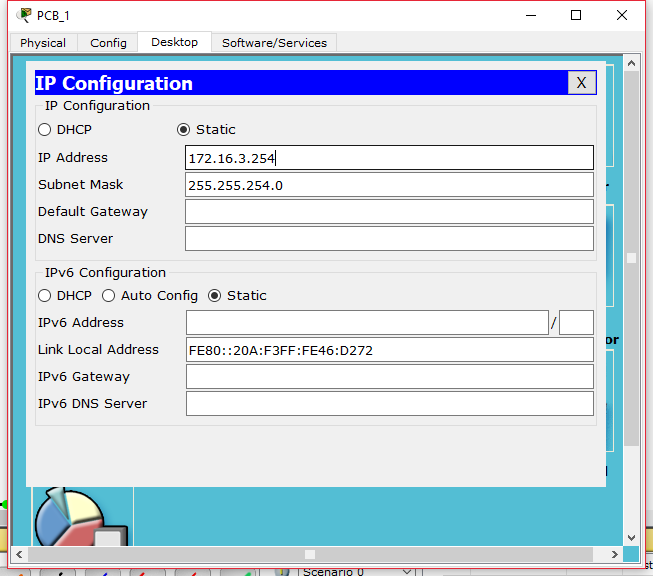 PCB_1
Physical Config Desktop Software/Services
IP Configuration X
IP Configuration
DHCP Static
IP Address 172.16.3.254
Subnet Mask 255.255.254.0
Default Gateway
DNS Server
IPv6 Configuration
DHCP Auto Config Static
IPv6 Address /
Link Local Address FE80::20A:F3FF:FE46:D272
IPv6 Gateway
IPv6 DNS Server
or
Scenario 0